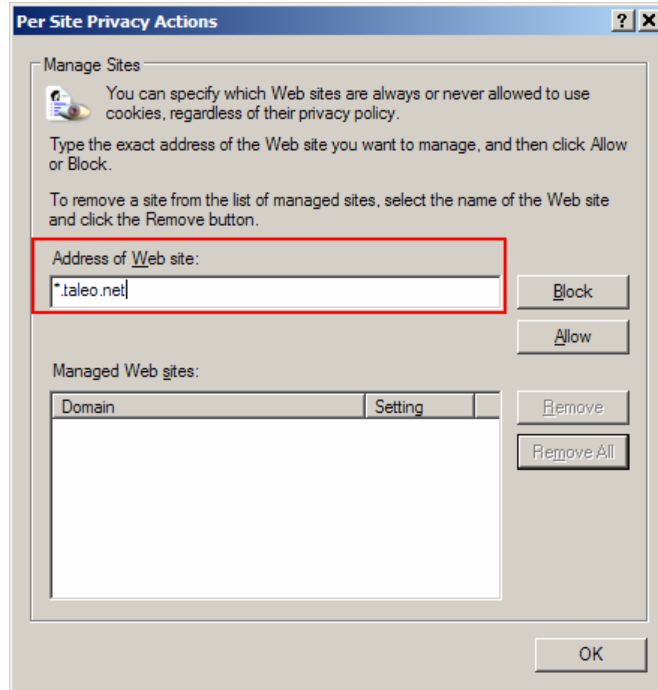 Per Site Privacy Actions
Manage Sites
You can specify which Web sites are always or never allowed to use
cookies, regardless of their privacy policy.
Type the exact address of the Web site you want to manage, and then click Allow
or Block.
To remove a site from the list of managed sites, select the name of the Web site
and click the Remove button.
Address of Web site:
*.taleo.net
Block
Allow
Managed Web sites:
Domain Setting
Remove
Remove All
OK